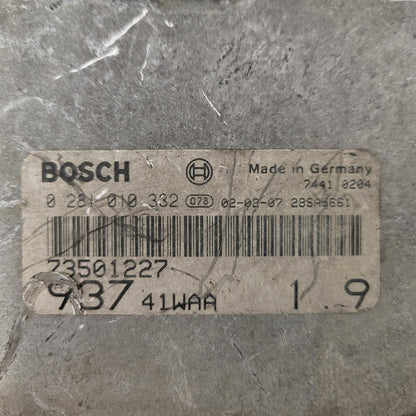 BOSCH Made in Germany
7441 0204
0 281 010 332 078 02-02-07 28SA3661
73501227
937 41WAA 1 9